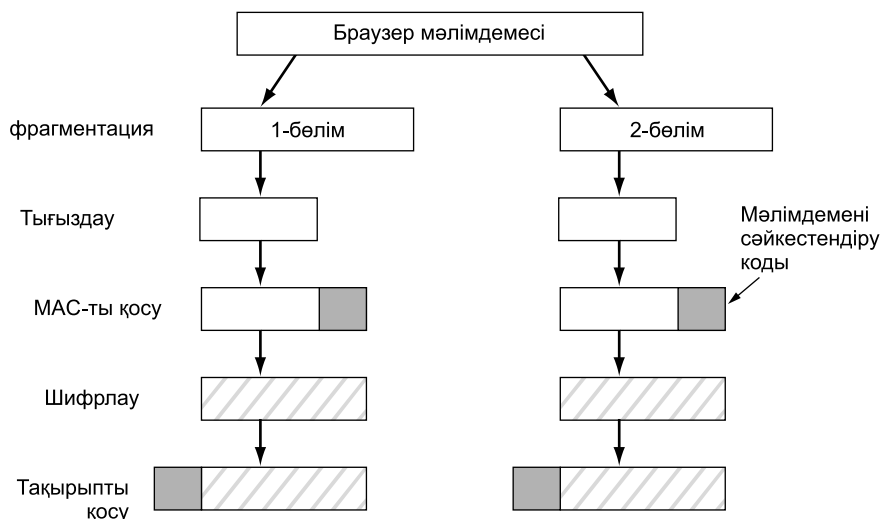 Браузер мәлімдемесі
фрагментация
1-бөлім
2-бөлім
Тығыздау
Мәлімдемені
сәйкестендіру
коды
МАС-ты қосу
Шифрлау
Тақырыпты
қосу